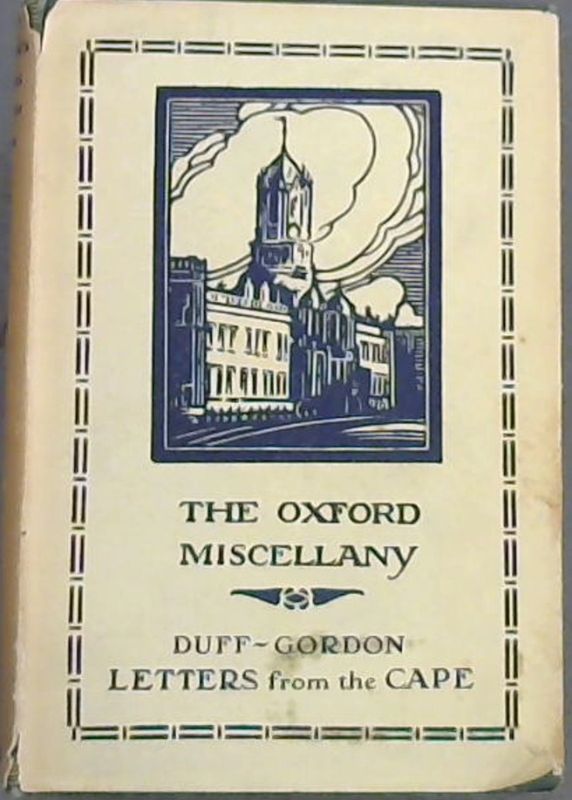 THE OXFORD
MISCELLANY
DUFF~GORDON
LETTERS from the CAPE